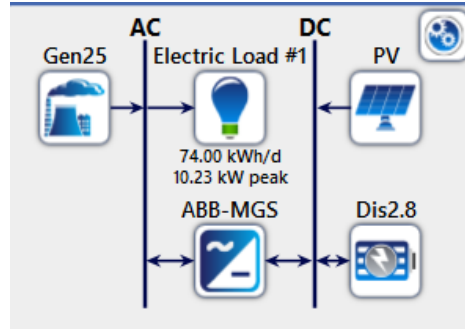 AC DC
Gen25 Electric Load #1 PV
74.00 kWh/d
10.23 kW peak
ABB-MGS Dis2.8